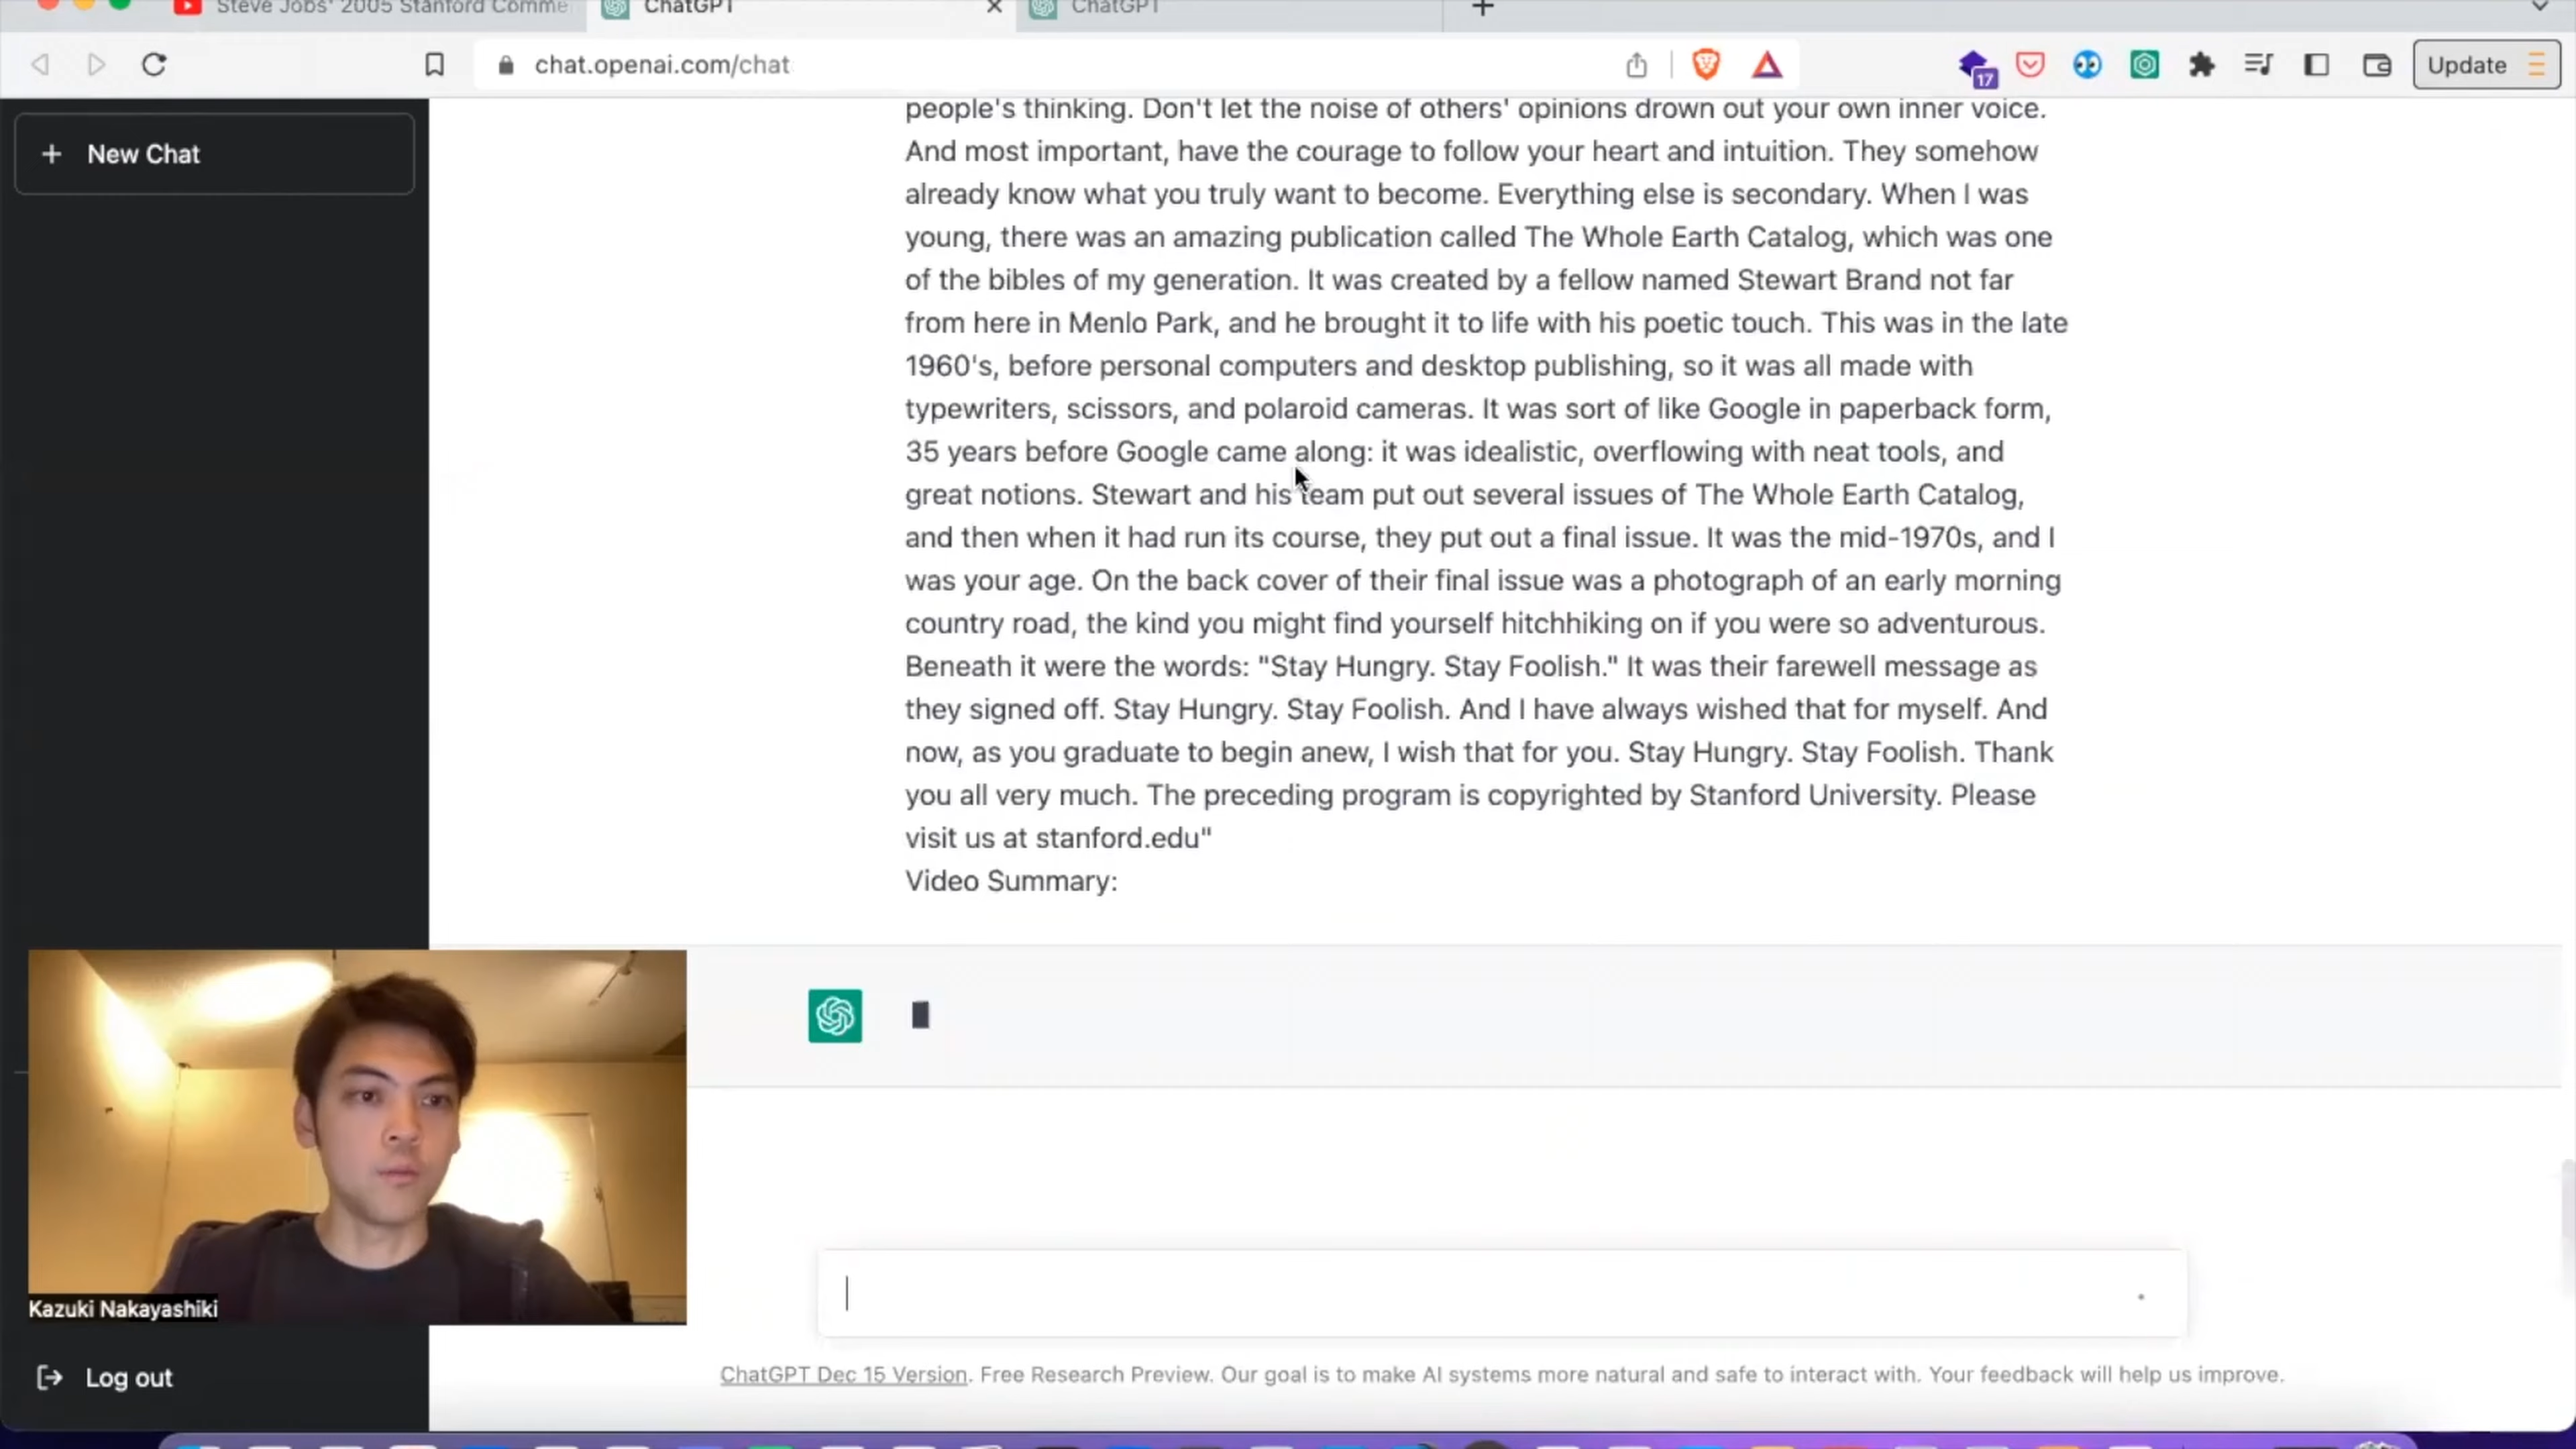 Steve Jobs' 2005 Stanford Comme
ChatGPT
ChatGPT
chat.openai.com/chat
17
Update
New Chat
people's thinking. Don't let the noise of others' opinions drown out your own inner voice.
And most important, have the courage to follow your heart and intuition. They somehow
already know what you truly want to become. Everything else is secondary. When I was
young, there was an amazing publication called The Whole Earth Catalog, which was one
of the bibles of my generation. It was created by a fellow named Stewart Brand not far
from here in Menlo Park, and he brought it to life with his poetic touch. This was in the late
1960's, before personal computers and desktop publishing, so it was all made with
typewriters, scissors, and polaroid cameras. It was sort of like Google in paperback form,
35 years before Google came along: it was idealistic, overflowing with neat tools, and
great notions. Stewart and his team put out several issues of The Whole Earth Catalog,
and then when it had run its course, they put out a final issue. It was the mid-1970s, and I
was your age. On the back cover of their final issue was a photograph of an early morning
country road, the kind you might find yourself hitchhiking on if you were so adventurous.
Beneath it were the words: "Stay Hungry. Stay Foolish." It was their farewell message as
they signed off. Stay Hungry. Stay Foolish. And I have always wished that for myself. And
now, as you graduate to begin anew, I wish that for you. Stay Hungry. Stay Foolish. Thank
you all very much. The preceding program is copyrighted by Stanford University. Please
visit us at stanford.edu"
Video Summary:
Kazuki Nakayashiki
Log out
ChatGPT Dec 15 Version. Free Research Preview. Our goal is to make AI systems more natural and safe to interact with. Your feedback will help us improve.